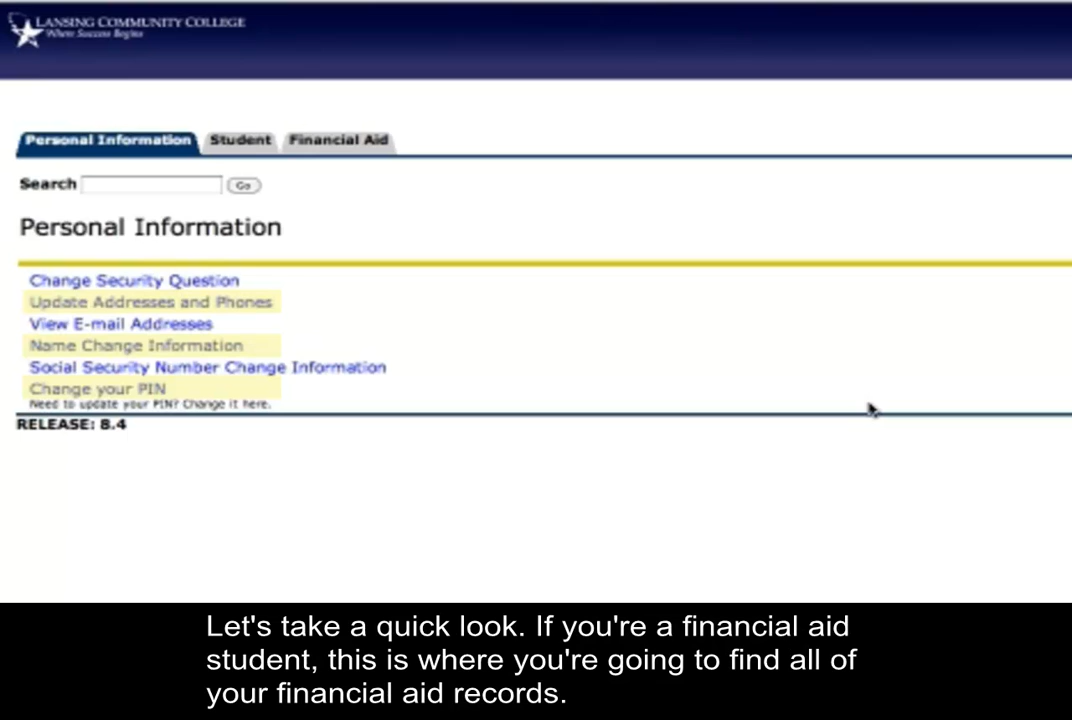 LANSING COMMUNITY COLLEGE
Where Success Begins
Personal Information Student Financial Aid
Search Go
Personal Information
Change Security Question
Update Addresses and Phones
View E-mail Addresses
Name Change Information
Social Security Number Change Information
Change your PIN
Need to update your PIN? Change it here.
RELEASE: 8.4
Let's take a quick look. If you're a financial aid
student, this is where you're going to find all of
your financial aid records.